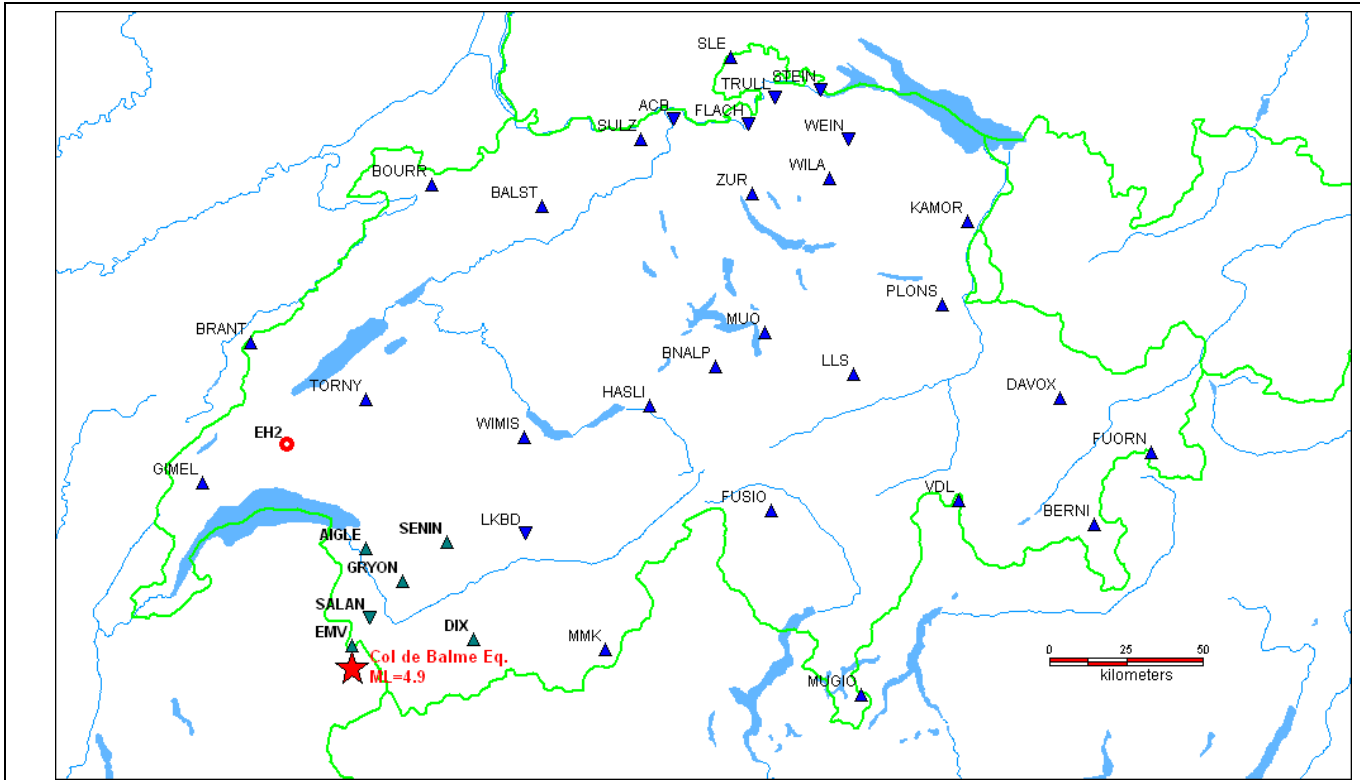 SLE
TRULL
STEIN
ACB
FLACH
SULZ
WEIN
BOURR
BALST
ZUR
WILA
KAMOR
PLONS
BRANT
MUO
BNALP
LLS
TORNY
HASLI
DAVOX
EH2
WIMIS
FUORN
GIMEL
FUSIO
VDL
BERNI
AIGLE
SENIN
LKBD
GRYON
SALAN
EMV
DIX
MMK
Col de Balme Eq.
ML=4.9
0 25 50
kilometers
MUGIO